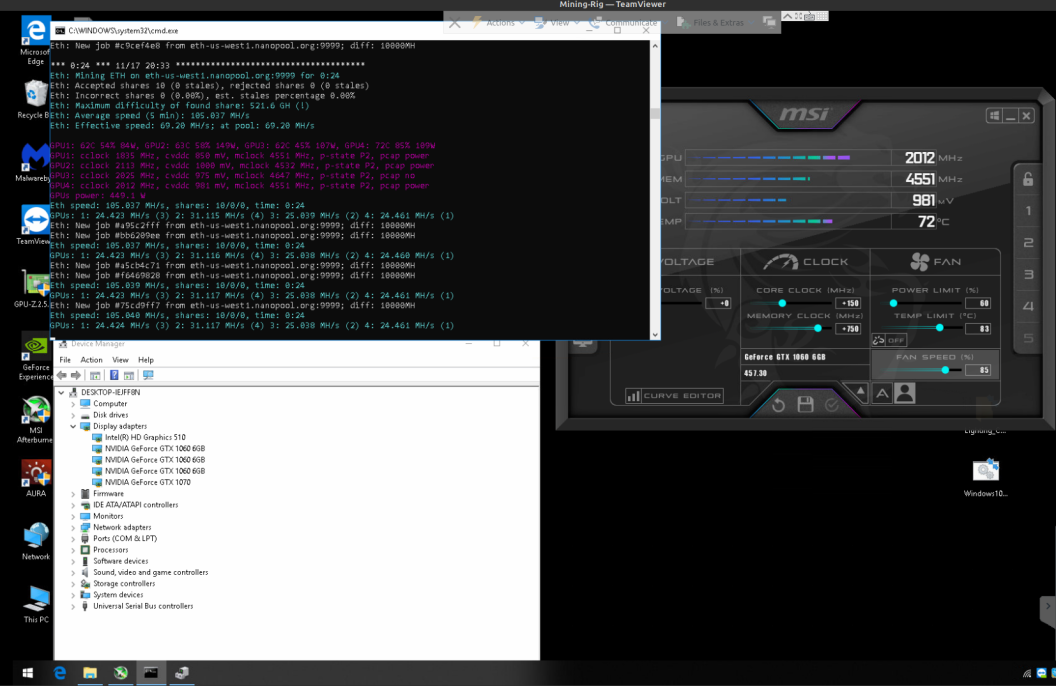 Mining-Rig — TeamViewer
Actions
View
Communicate
Files & Extras
C:\WINDOWS\system32\cmd.exe
Eth: New job #c9cef4e8 from eth-us-west1.nanopool.org:9999; diff: 10000MH
*** 0:24 *** 11/17 20:33 **************************************
Eth: Mining ETH on eth-us-west1.nanopool.org:9999 for 0:24
Eth: Accepted shares 10 (0 stales), rejected shares 0 (0 stales)
Eth: Incorrect shares 0 (0.00%), est. stales percentage 0.00%
Eth: Maximum difficulty of found share: 521.6 GH (!)
Eth: Average speed (5 min): 105.037 MH/s
Eth: Effective speed: 69.20 MH/s; at pool: 69.20 MH/s
GPU1: 62C 54% 84W, GPU2: 63C 50% 149W, GPU3: 62C 45% 107W, GPU4: 72C 85% 109W
GPU1: cclock 1835 MHz, cvddc 850 mV, mclock 4551 MHz, p-state P2, pcap power
GPU2: cclock 2113 MHz, cvddc 1000 mV, mclock 4532 MHz, p-state P2, pcap power
GPU3: cclock 2025 MHz, cvddc 975 mV, mclock 4647 MHz, p-state P2, pcap no
GPU4: cclock 2012 MHz, cvddc 981 mV, mclock 4551 MHz, p-state P2, pcap power
GPUs power: 449.1 W
Eth speed: 105.037 MH/s, shares: 10/0/0, time: 0:24
GPUs: 1: 24.423 MH/s (3) 2: 31.115 MH/s (4) 3: 25.039 MH/s (2) 4: 24.461 MH/s (1)
Eth: New job #a95c2fff from eth-us-west1.nanopool.org:9999; diff: 10000MH
Eth: New job #bb6209ee from eth-us-west1.nanopool.org:9999; diff: 10000MH
Eth speed: 105.037 MH/s, shares: 10/0/0, time: 0:24
GPUs: 1: 24.423 MH/s (3) 2: 31.116 MH/s (4) 3: 25.038 MH/s (2) 4: 24.460 MH/s (1)
Eth: New job #a5cb4c71 from eth-us-west1.nanopool.org:9999; diff: 10000MH
Eth: New job #f6469828 from eth-us-west1.nanopool.org:9999; diff: 10000MH
Eth speed: 105.039 MH/s, shares: 10/0/0, time: 0:24
GPUs: 1: 24.423 MH/s (3) 2: 31.117 MH/s (4) 3: 25.038 MH/s (2) 4: 24.461 MH/s (1)
Eth: New job #75cd9ff7 from eth-us-west1.nanopool.org:9999; diff: 10000MH
Eth speed: 105.040 MH/s, shares: 10/0/0, time: 0:24
GPUs: 1: 24.424 MH/s (3) 2: 31.117 MH/s (4) 3: 25.038 MH/s (2) 4: 24.461 MH/s (1)
Microsof
Edge
Recycle B
Malwareby
TeamView
GPU-Z.2.5.
GeForce
Experience
MSI
Afterburne
AURA
Network
This PC
Device Manager
File Action View Help
DESKTOP-IEJFF8N
Computer
Disk drives
Display adapters
Intel(R) HD Graphics 510
NVIDIA GeForce GTX 1060 6GB
NVIDIA GeForce GTX 1060 6GB
NVIDIA GeForce GTX 1060 6GB
NVIDIA GeForce GTX 1070
Firmware
IDE ATA/ATAPI controllers
Monitors
Network adapters
Ports (COM & LPT)
Processors
Software devices
Sound, video and game controllers
Storage controllers
System devices
Universal Serial Bus controllers
msi
GPU 2012 MHz
MEM 4551 MHz
VOLT 981 mV
TEMP 72 °C
1
2
3
4
5
VOLTAGE
CLOCK
FAN
VOLTAGE (%)
+0
CORE CLOCK (MHz)
+150
MEMORY CLOCK (MHz)
+750
POWER LIMIT (%)
60
TEMP LIMIT (°C)
83
OFF
GeForce GTX 1060 6GB
457.30
FAN SPEED (%)
85
CURVE EDITOR
A
Lighting_C...
Windows10...